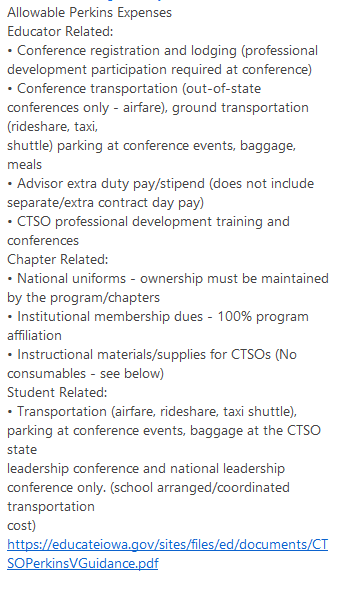 Allowable Perkins Expenses
Educator Related:
• Conference registration and lodging (professional
development participation required at conference)
• Conference transportation (out-of-state
conferences only - airfare), ground transportation
(rideshare, taxi,
shuttle) parking at conference events, baggage,
meals
• Advisor extra duty pay/stipend (does not include
separate/extra contract day pay)
• CTSO professional development training and
conferences
Chapter Related:
• National uniforms - ownership must be maintained
by the program/chapters
• Institutional membership dues - 100% program
affiliation
• Instructional materials/supplies for CTSOs (No
consumables - see below)
Student Related:
• Transportation (airfare, rideshare, taxi shuttle),
parking at conference events, baggage at the CTSO
state
leadership conference and national leadership
conference only. (school arranged/coordinated
transportation
cost)
https://educateiowa.gov/sites/files/ed/documents/CT
SOPerkinsVGuidance.pdf